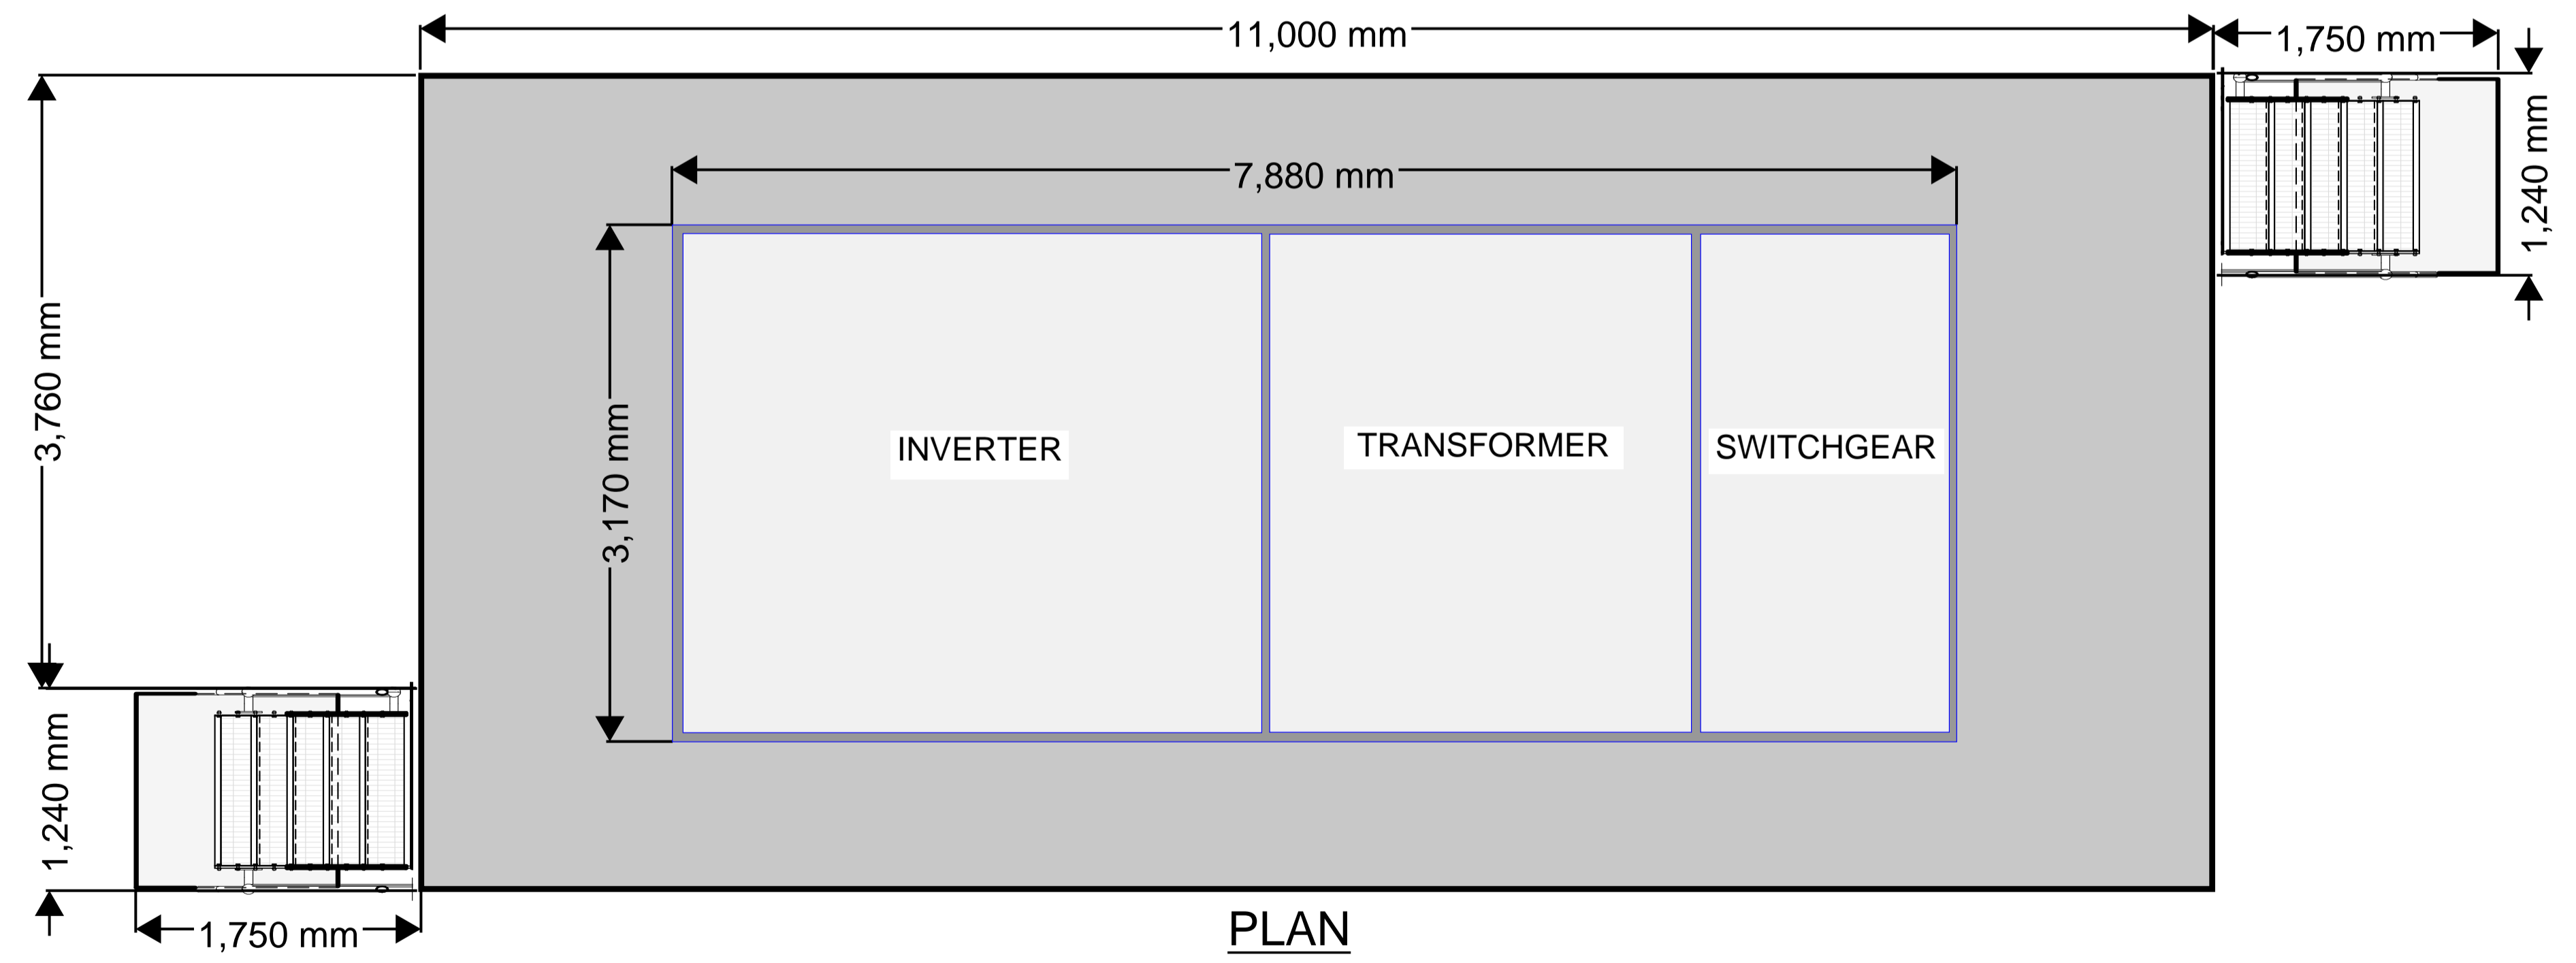 11,000 mm
1,750 mm
1,240 mm
7,880 mm
3,760 mm
3,170 mm
INVERTER
TRANSFORMER
SWITCHGEAR
1,240 mm
1,750 mm
PLAN